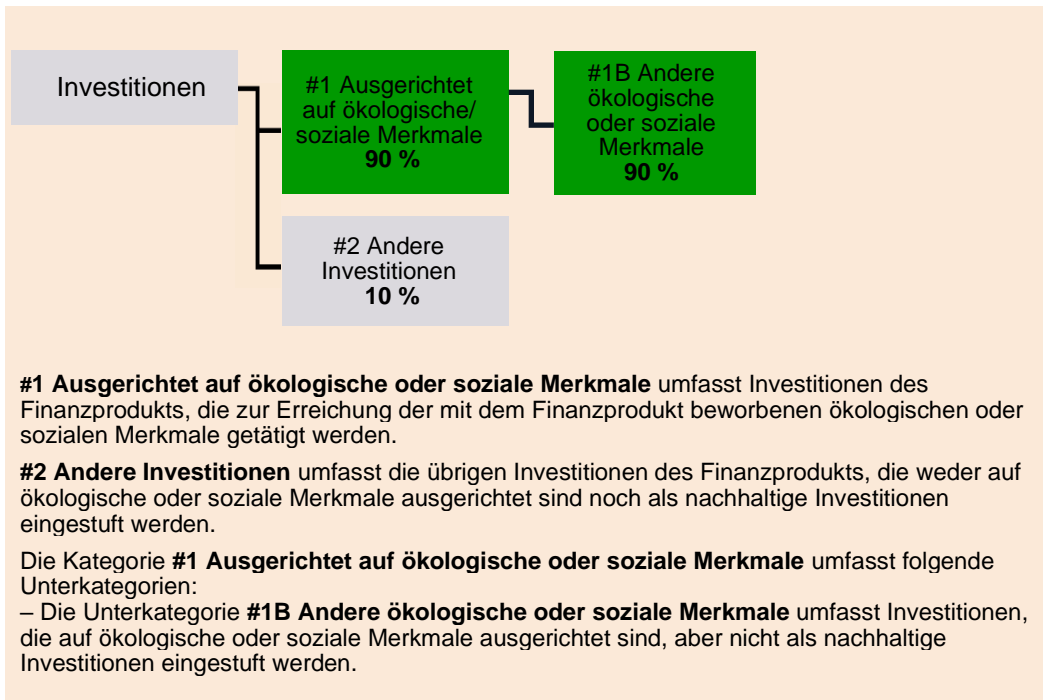 Investitionen
#1 Ausgerichtet
auf ökologische/
soziale Merkmale
90 %
#1B Andere
ökologische
oder soziale
Merkmale
90 %
#2 Andere
Investitionen
10 %
#1 Ausgerichtet auf ökologische oder soziale Merkmale umfasst Investitionen des
Finanzprodukts, die zur Erreichung der mit dem Finanzprodukt beworbenen ökologischen oder
sozialen Merkmale getätigt werden.
#2 Andere Investitionen umfasst die übrigen Investitionen des Finanzprodukts, die weder auf
ökologische oder soziale Merkmale ausgerichtet sind noch als nachhaltige Investitionen
eingestuft werden.
Die Kategorie #1 Ausgerichtet auf ökologische oder soziale Merkmale umfasst folgende
Unterkategorien:
– Die Unterkategorie #1B Andere ökologische oder soziale Merkmale umfasst Investitionen,
die auf ökologische oder soziale Merkmale ausgerichtet sind, aber nicht als nachhaltige
Investitionen eingestuft werden.